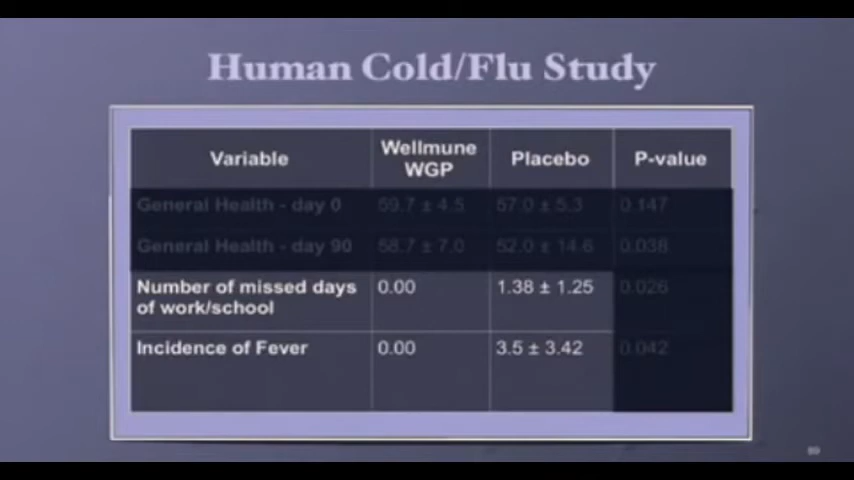 Human Cold/Flu Study
Variable
Wellmune
WGP
Placebo
P-value
General Health - day 0
59.7 ± 4.5
57.0 ± 5.3
0.147
General Health - day 90
58.7 ± 7.0
52.0 ± 14.6
0.038
Number of missed days
of work/school
0.00
1.38 ± 1.25
0.026
Incidence of Fever
0.00
3.5 ± 3.42
0.042